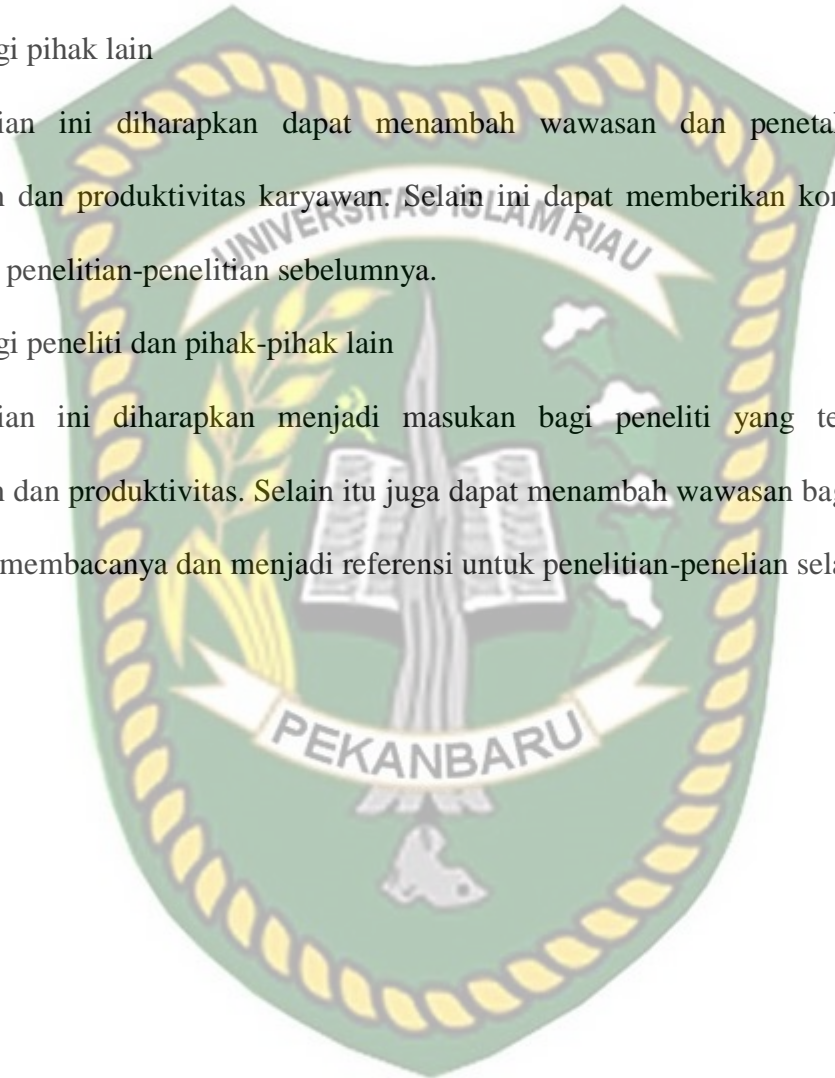 gi pihak lain
ian ini diharapkan dapat menambah wawasan dan peneta
dan produktivitas karyawan. Selain ini dapat memberikan kor
penelitian-penelitian sebelumnya.
UNIVERSITAS ISLAM RIAU
gi peneliti dan pihak-pihak lain
ian ini diharapkan menjadi masukan bagi peneliti yang te
dan produktivitas. Selain itu juga dapat menambah wawasan bag
membacanya dan menjadi referensi untuk penelitian-penelian sela
PEKANBARU